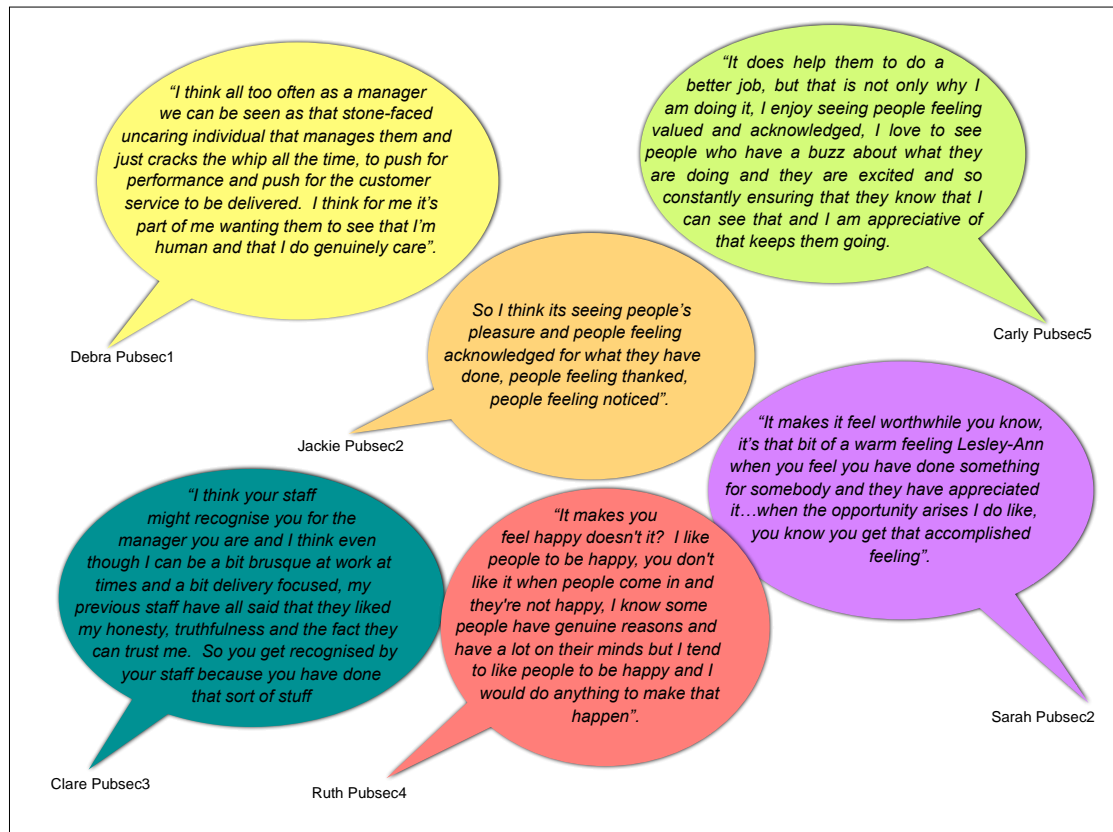 “I think all too often as a manager
we can be seen as that stone-faced
uncaring individual that manages them and
just cracks the whip all the time, to push for
performance and push for the customer
service to be delivered.  I think for me it’s
part of me wanting them to see that I’m
human and that I do genuinely care”.
Debra Pubsec1
“It does help them to do a
better job, but that is not only why I
am doing it, I enjoy seeing people feeling
valued and acknowledged, I love to see
people who have a buzz about what they
are doing and they are excited and so
constantly ensuring that they know that I
can see that and I am appreciative of
that keeps them going.
Carly Pubsec5
So I think its seeing people’s
pleasure and people feeling
acknowledged for what they have
done, people feeling thanked,
people feeling noticed”.
Jackie Pubsec2
“It makes it feel worthwhile you know,
it’s that bit of a warm feeling Lesley-Ann
when you feel you have done something
for somebody and they have appreciated
it…when the opportunity arises I do like,
you know you get that accomplished
feeling”.
Sarah Pubsec2
“I think your staff
might recognise you for the
manager you are and I think even
though I can be a bit brusque at work at
times and a bit delivery focused, my
previous staff have all said that they liked
my honesty, truthfulness and the fact they
can trust me.  So you get recognised by
your staff because you have done
that sort of stuff
Clare Pubsec3
“It makes you
feel happy doesn't it?  I like
people to be happy, you don't
like it when people come in and
they're not happy, I know some
people have genuine reasons and
have a lot on their minds but I tend
to like people to be happy and I
would do anything to make that
happen”.
Ruth Pubsec4